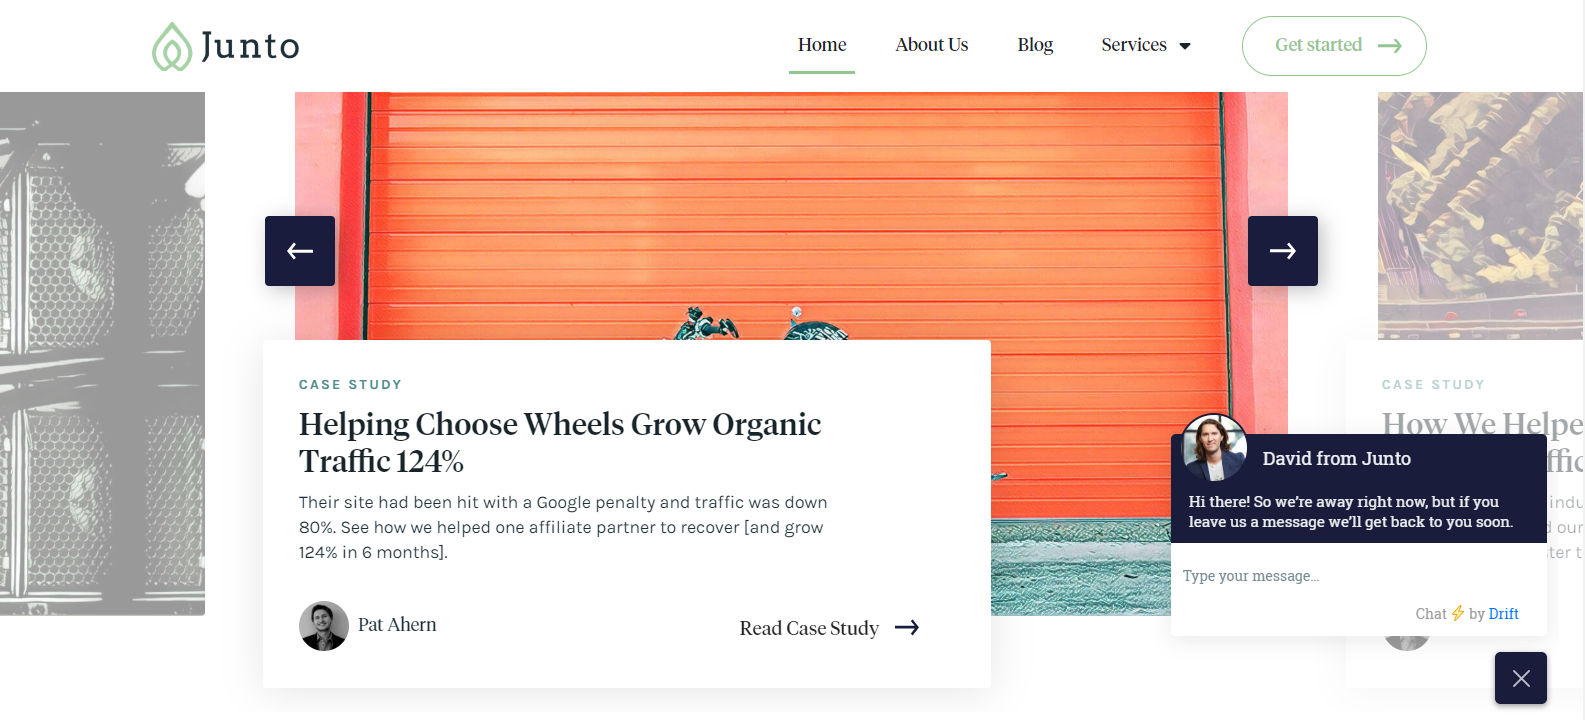 Junto
Home
About Us
Blog
Services
Get started
CASE STUDY
Helping Choose Wheels Grow Organic
Traffic 124%
Their site had been hit with a Google penalty and traffic was down
80%. See how we helped one affiliate partner to recover [and grow
124% in 6 months].
Pat Ahern
Read Case Study
CASE STUDY
How We Helpe
David from Junto
Hi there! So we're away right now, but if you
leave us a message we'll get back to you soon.
Type your message...
Chat ⚡ by Drift